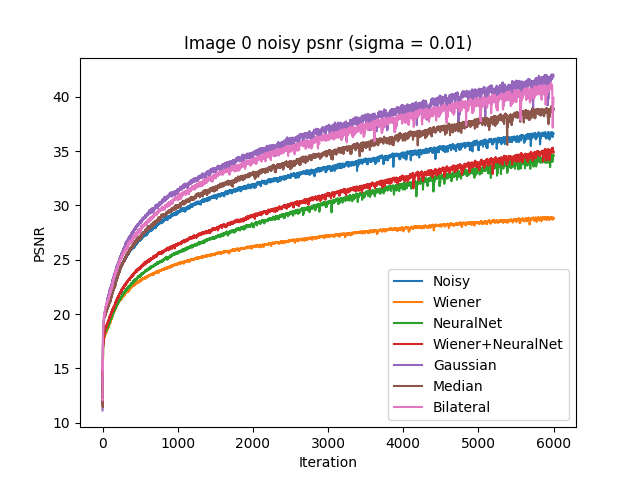 Image 0 noisy psnr (sigma = 0.01)
PSNR
40
35
30
25
20
15
10
0
1000
2000
3000
4000
5000
6000
Iteration
Noisy
Wiener
NeuralNet
Wiener+NeuralNet
Gaussian
Median
Bilateral